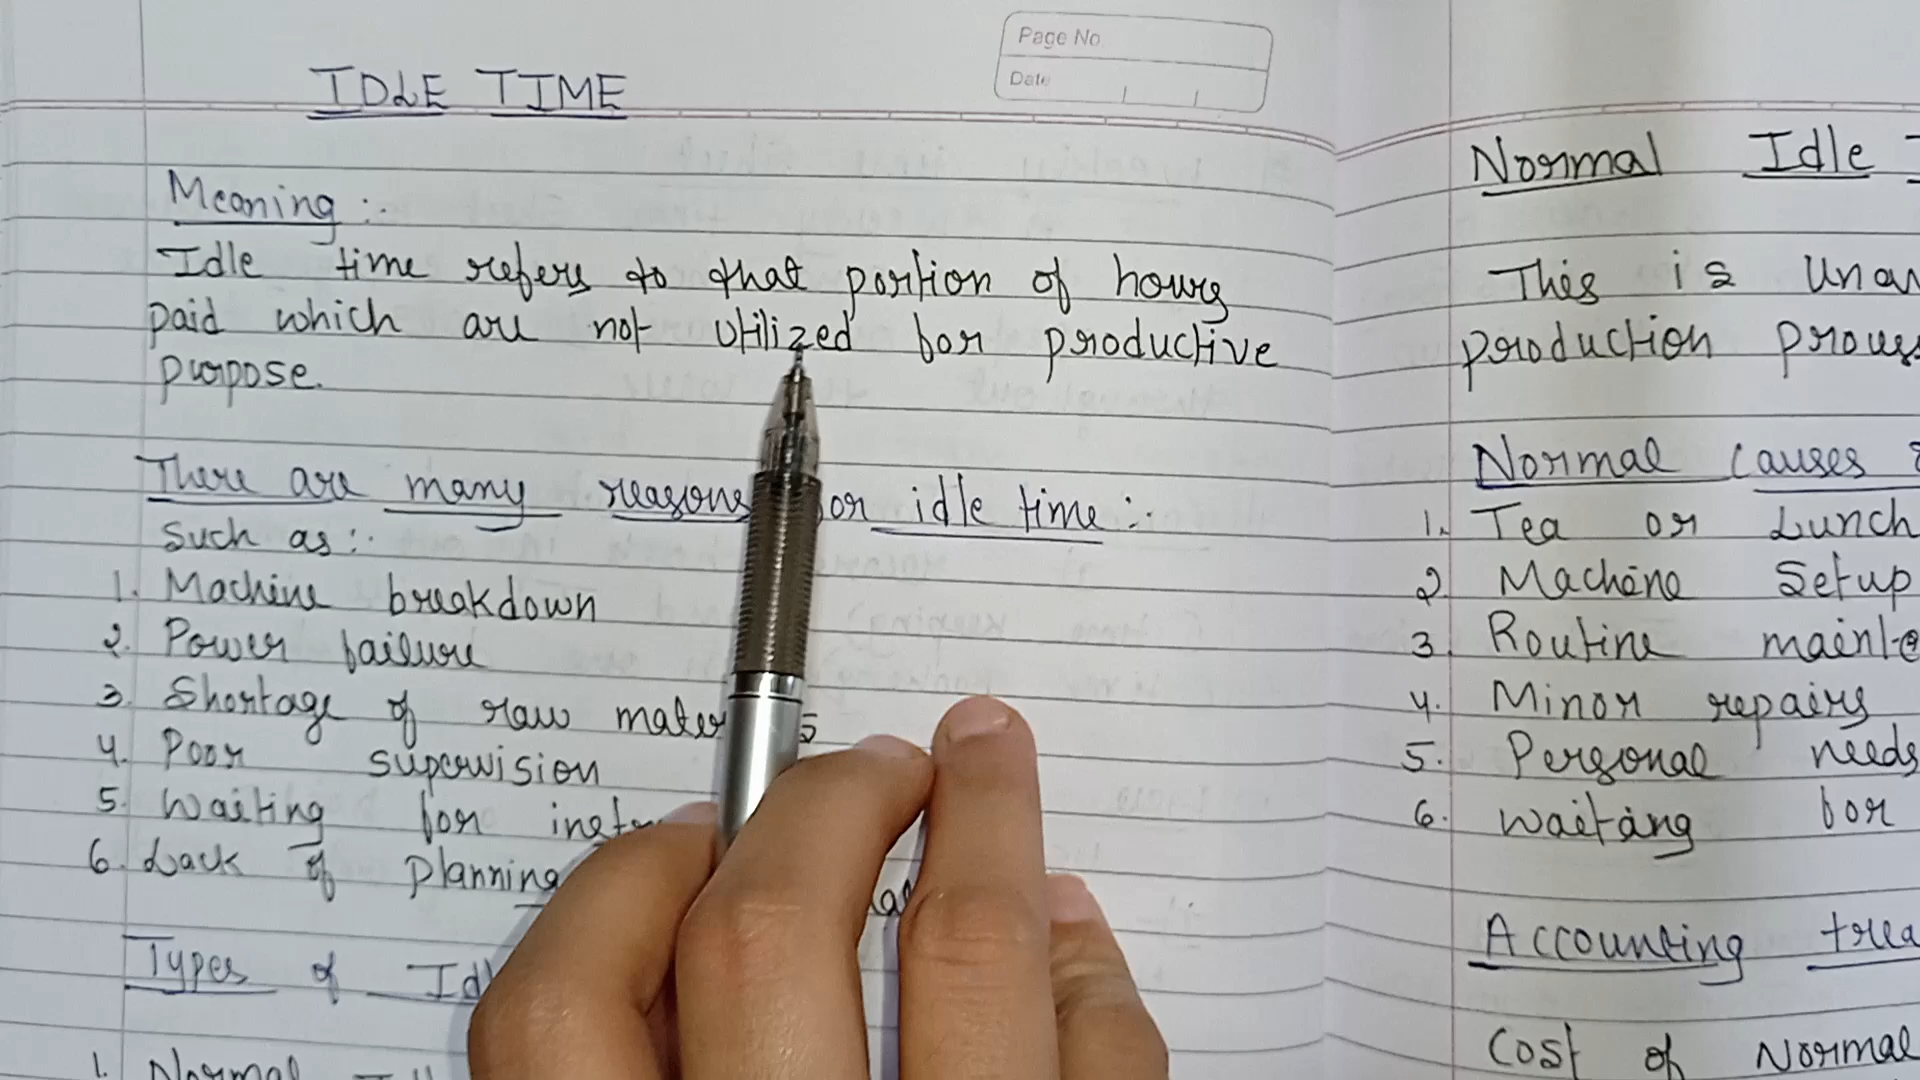 Page No.
Date
IDLE TIME
Meaning :-
Idle time refers to that portion of hours
paid which are not utilized for productive
purpose.
There are many reasons for idle time :-
Such as :-
1. Machine breakdown
2. Power failure
3. Shortage of raw
4. Poor supervision
5. Waiting for
6. Lack of planning
Types of
1. Normal
Normal Idle
This is
production
Normal Causes
1. Tea or Lunch
2. Machine Setup
3. Routine
4. Minor repairs
5. Personal needs
6. waiting for
Accounting
Cost of Normal